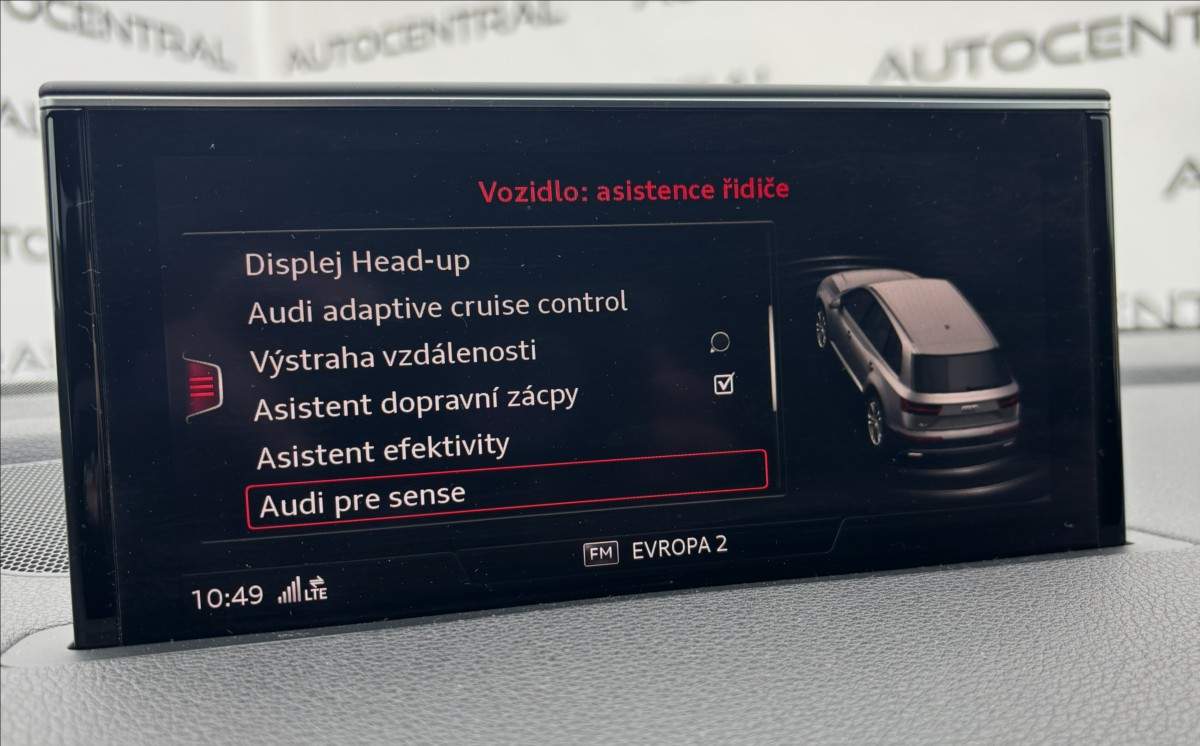 AUTOCENTRAL
AUTOCENTRAL
AUTOCENT
Vozidlo: asistence řidiče
Displej Head-up
Audi adaptive cruise control
Výstraha vzdálenosti
Asistent dopravní zácpy
Asistent efektivity
Audi pre sense
FM EVROPA 2
10:49 LTE